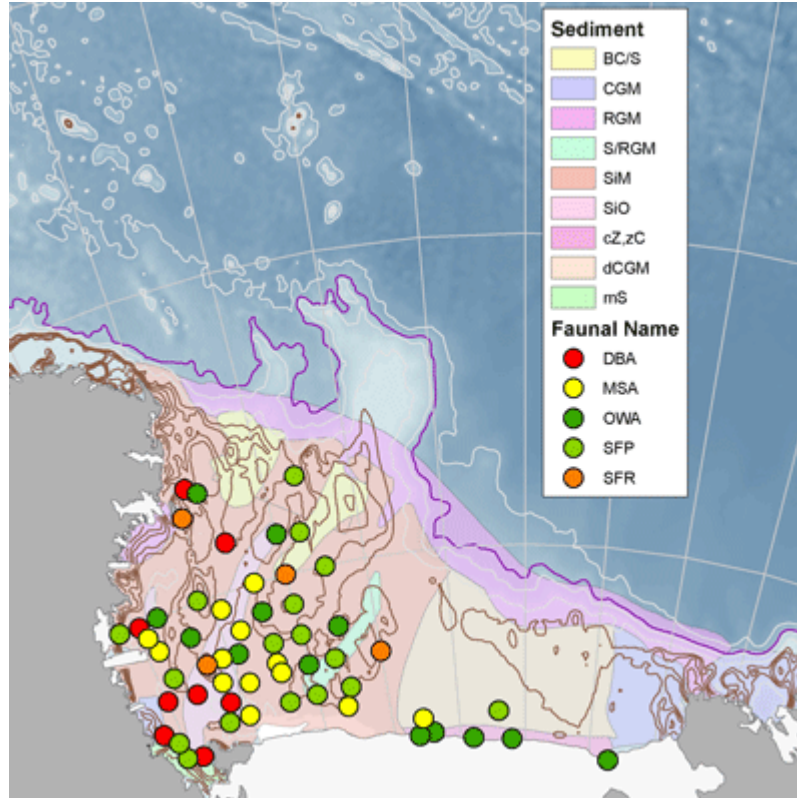 Sediment
BC/S
CGM
RGM
S/RGM
SiM
SiO
cZ,zC
dCGM
mS
Faunal Name
DBA
MSA
OWA
SFP
SFR